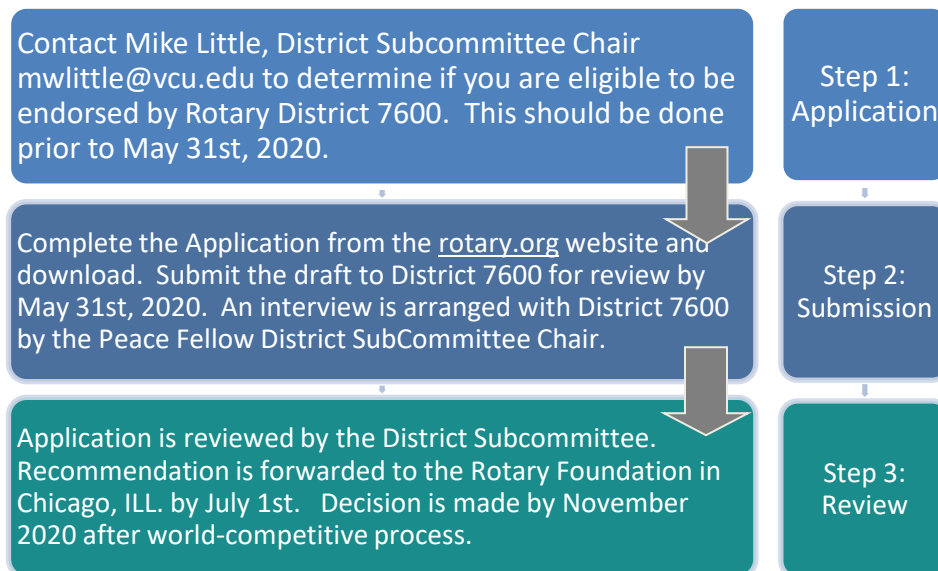 Contact Mike Little, District Subcommittee Chair
mwlittle@vcu.edu to determine if you are eligible to be
endorsed by Rotary District 7600.  This should be done
prior to May 31st, 2020.
Step 1:
Application
Complete the Application from the rotary.org website and
download.  Submit the draft to District 7600 for review by
May 31st, 2020.  An interview is arranged with District 7600
by the Peace Fellow District SubCommittee Chair.
Step 2:
Submission
Application is reviewed by the District Subcommittee.
Recommendation is forwarded to the Rotary Foundation in
Chicago, ILL. by July 1st.   Decision is made by November
2020 after world-competitive process.
Step 3:
Review